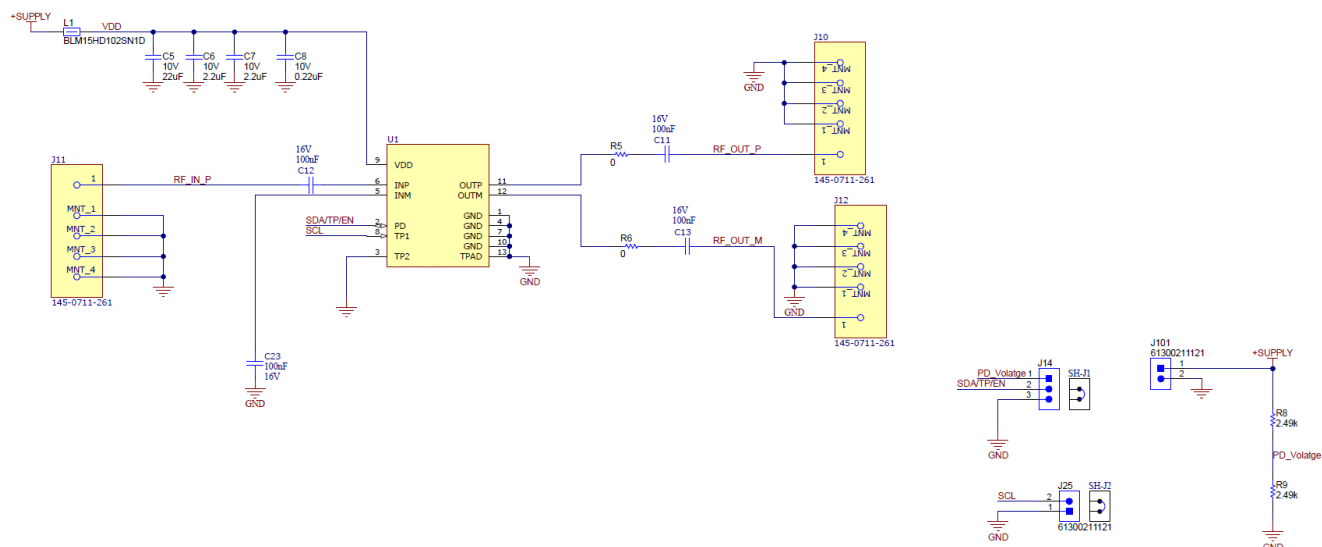 +SUPPLY
L1
VDD
BLM15HD102SN1D
C5
10V
22uF
C6
10V
2.2uF
C7
10V
2.2uF
C8
10V
0.22uF
J11
1
MNT_1
MNT_2
MNT_3
MNT_4
145-0711-261
RF_IN_P
16V
100nF
C12
SDA/TP/EN
SCL
C23
100nF
16V
GND
U1
9
VDD
6
INP
5
INM
2
PD
8
TP1
3
TP2
OUTP
11
OUTM
12
GND
1
GND
4
GND
7
GND
10
TPAD
13
GND
R5
0
16V
100nF
C11
RF_OUT_P
R6
0
16V
100nF
C13
RF_OUT_M
J10
MNT_4
MNT_3
MNT_2
MNT_1
1
GND
145-0711-261
J12
MNT_4
MNT_3
MNT_2
MNT_1
GND
1
145-0711-261
J14
PD_Volatge 1
SDA/TP/EN 2
3
GND
SH-J1
J25
SCL 2
1
GND
61300211121
SH-J2
J101
61300211121
1
2
+SUPPLY
R8
2.49k
PD_Volatge
R9
2.49k
GND